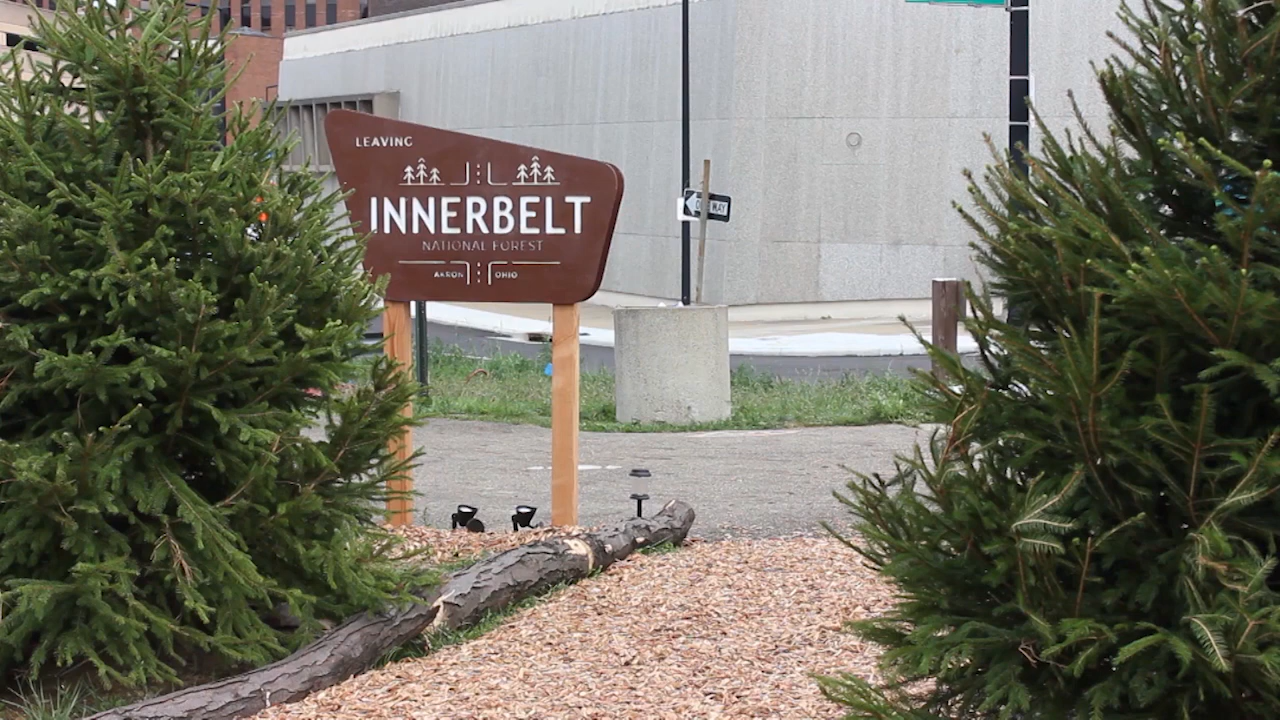 LEAVING
INNERBELT
NATIONAL FOREST
AKRON OHIO
ONE WAY